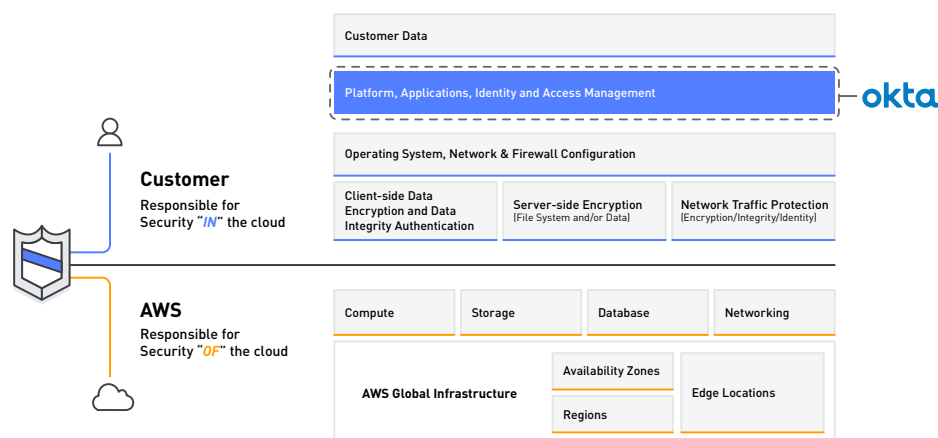 Customer Data
Platform, Applications, Identity and Access Management
okta
Operating System, Network & Firewall Configuration
Customer
Responsible for
Security “IN” the cloud
Client-side Data
Encryption and Data
Integrity Authentication
Server-side Encryption
(File System and/or Data)
Network Traffic Protection
(Encryption/Integrity/Identity)
AWS
Responsible for
Security “OF” the cloud
Compute
Storage
Database
Networking
AWS Global Infrastructure
Availability Zones
Regions
Edge Locations